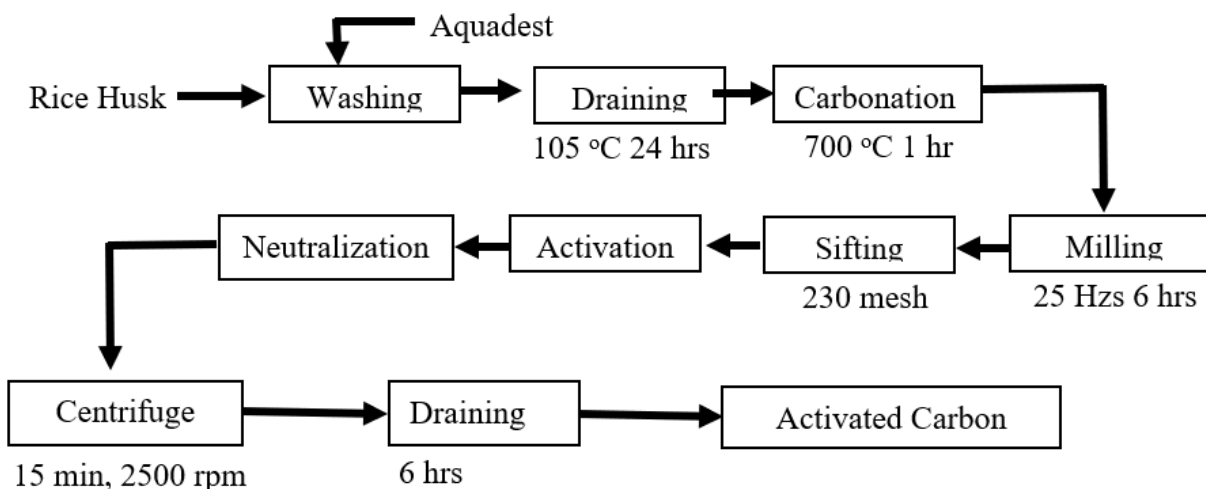 Aquadest
Rice Husk
Washing
Draining
105 °C 24 hrs
Carbonation
700 °C 1 hr
Neutralization
Activation
Sifting
230 mesh
Milling
25 Hzs 6 hrs
Centrifuge
15 min, 2500 rpm
Draining
6 hrs
Activated Carbon